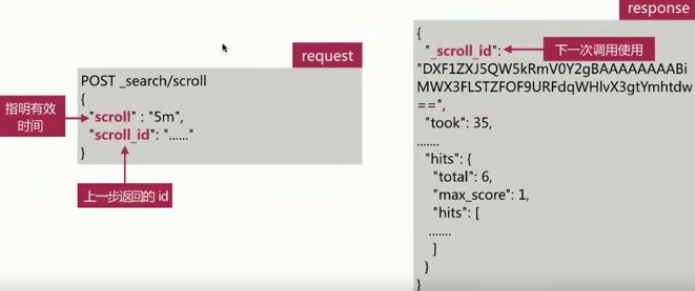 request
POST _search/scroll
{
"scroll" : "5m",
"scroll_id": "......"
}
指明有效
时间
上一步返回的 id
response
{
"_scroll_id":
下一次调用使用
"DXF1ZXJ5QW5kRmV0Y2gBAAAAAAAABi
MWX3FLSTZFOF9URFdqWHlvX3gtYmhtdw
==",
"took": 35,
.......
"hits": {
"total": 6,
"max_score": 1,
"hits": [
.......
]
}
}